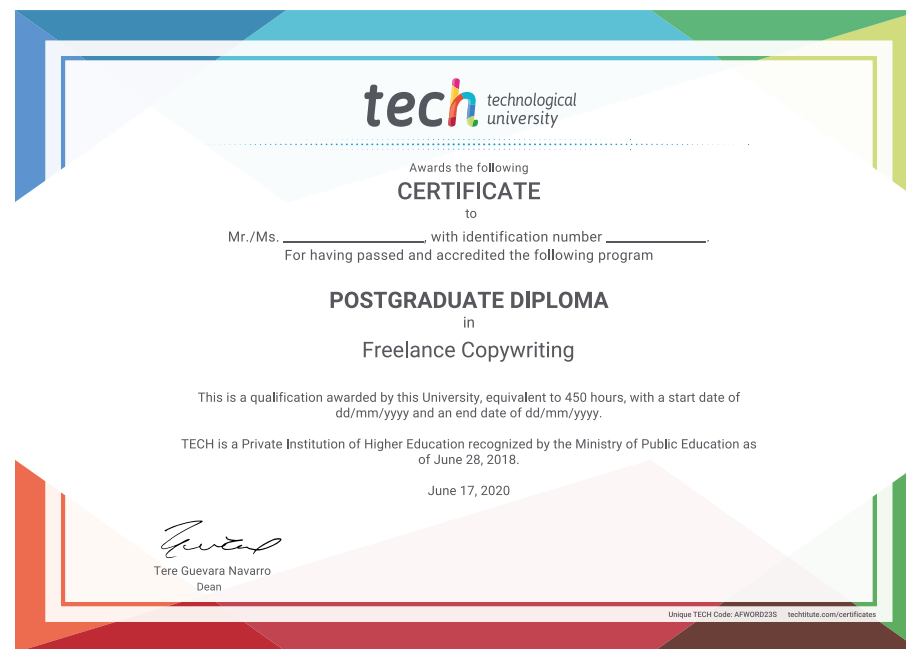 tech technological
university
Awards the following
CERTIFICATE
to
Mr./Ms. ____________, with identification number ____________.
For having passed and accredited the following program
POSTGRADUATE DIPLOMA
in
Freelance Copywriting
This is a qualification awarded by this University, equivalent to 450 hours, with a start date of
dd/mm/yyyy and an end date of dd/mm/yyyy.
TECH is a Private Institution of Higher Education recognized by the Ministry of Public Education as
of June 28, 2018.
June 17, 2020
Tere Guevara Navarro
Dean
Unique TECH Code: AFWORD23S techtitute.com/certificates